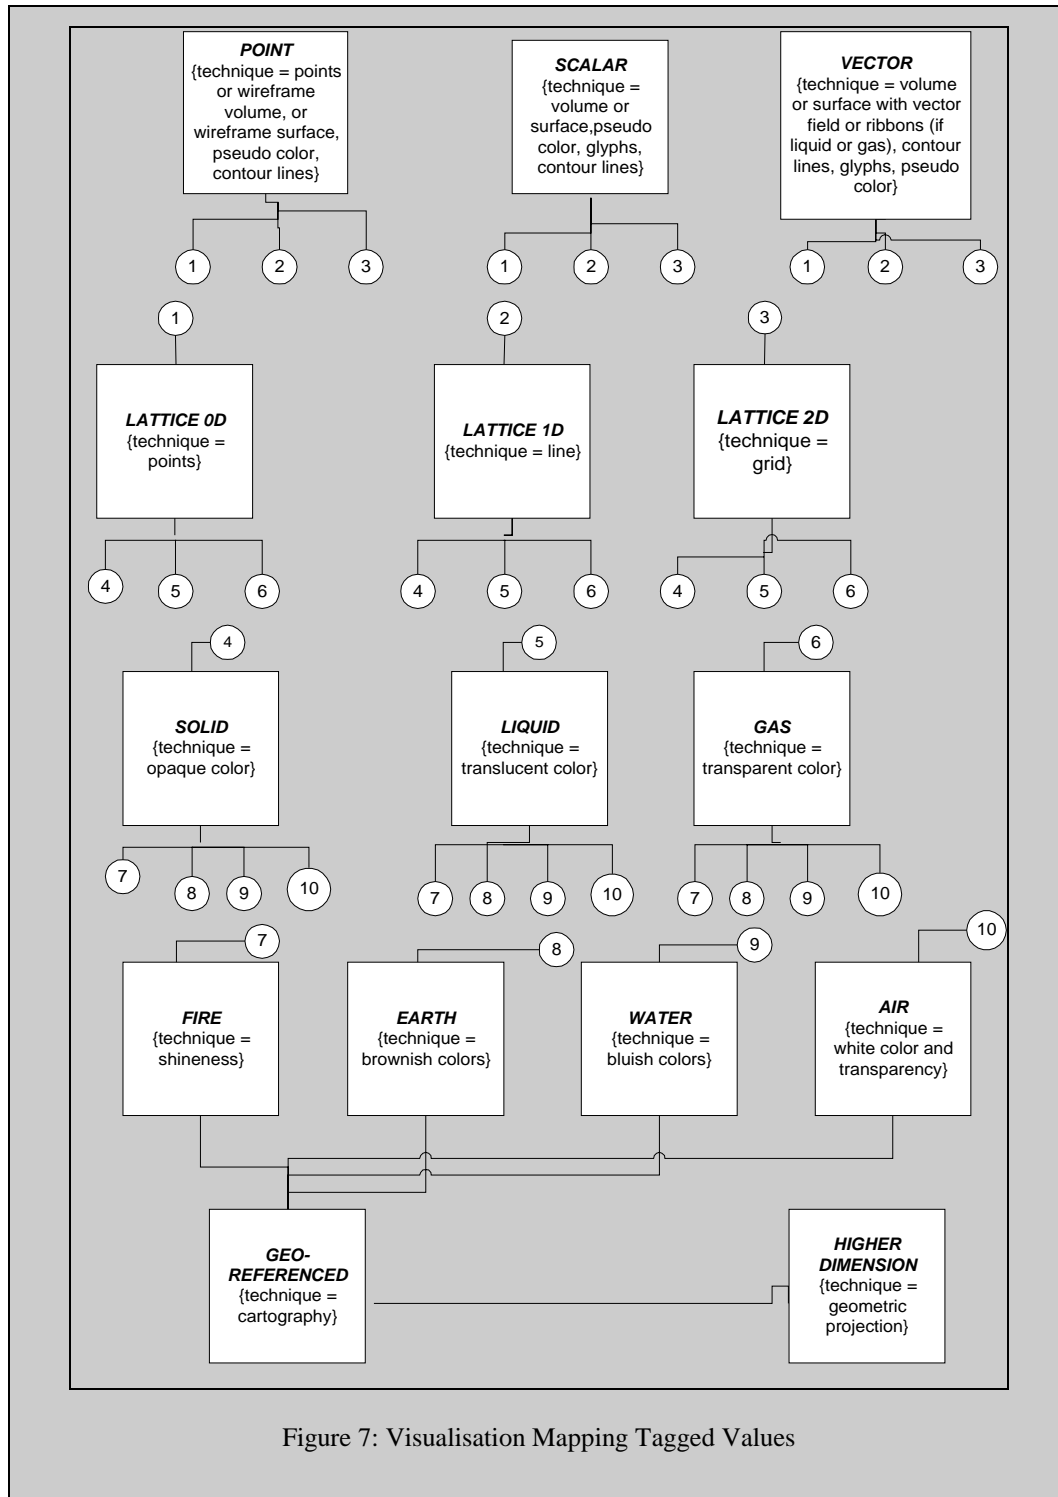 POINT
{technique = points
or wireframe
volume, or
wireframe surface,
pseudo color,
contour lines}
SCALAR
{technique =
volume or
surface,pseudo
color, glyphs,
contour lines}
VECTOR
{technique = volume
or surface with vector
field or ribbons (if
liquid or gas), contour
lines, glyphs, pseudo
color}
1 2 3
1 2 3
1 2 3
1
2
3
LATTICE 0D
{technique =
points}
LATTICE 1D
{technique = line}
LATTICE 2D
{technique =
grid}
4 5 6
4 5 6
4 5 6
4
5
6
SOLID
{technique =
opaque color}
LIQUID
{technique =
translucent color}
GAS
{technique =
transparent color}
7 8 9 10
7 8 9 10
7 8 9 10
7
8
9
10
FIRE
{technique =
shineness}
EARTH
{technique =
brownish colors}
WATER
{technique =
bluish colors}
AIR
{technique =
white color and
transparency}
GEO-
REFERENCED
{technique =
cartography}
HIGHER
DIMENSION
{technique =
geometric
projection}
Figure 7: Visualisation Mapping Tagged Values